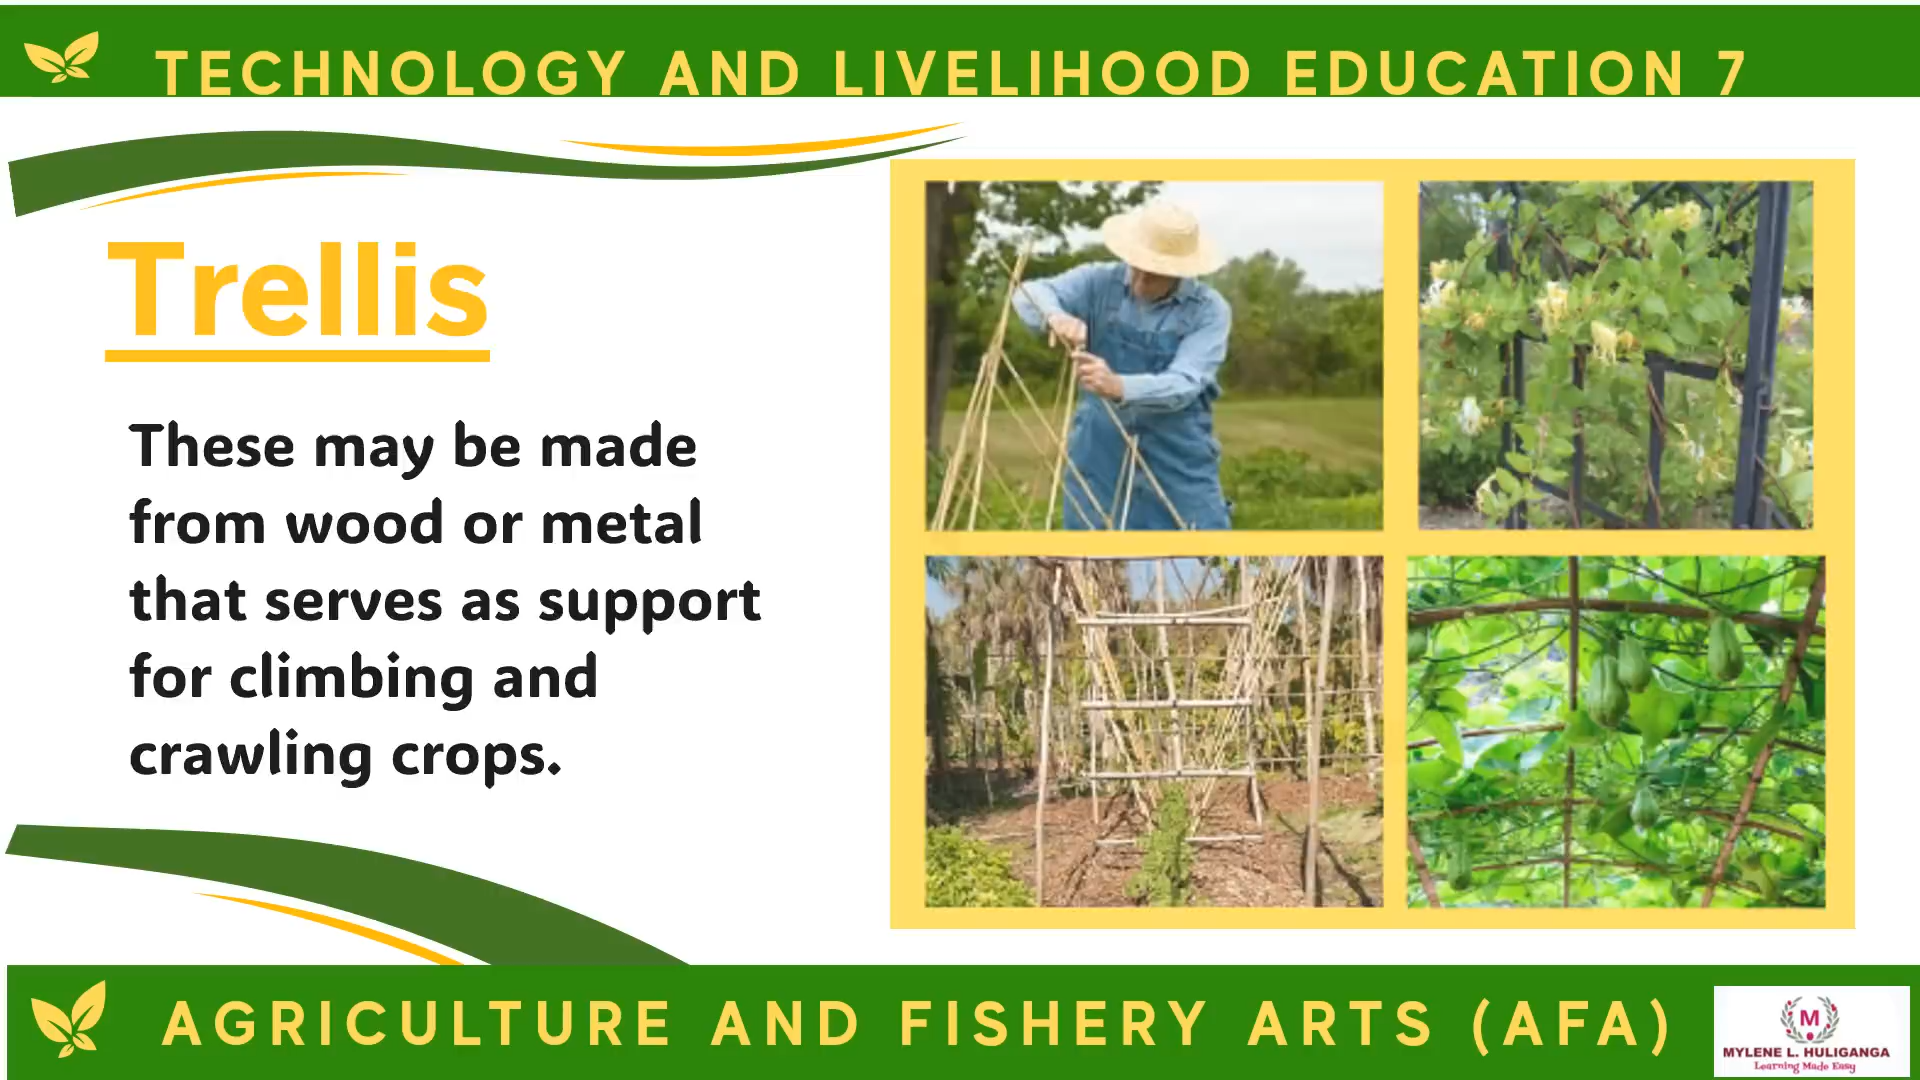 TECHNOLOGY AND LIVELIHOOD EDUCATION 7
Trellis
These may be made
from wood or metal
that serves as support
for climbing and
crawling crops.
AGRICULTURE AND FISHERY ARTS (AFA)
M
MYLENE L. HULIGANGA
Learning Made Easy